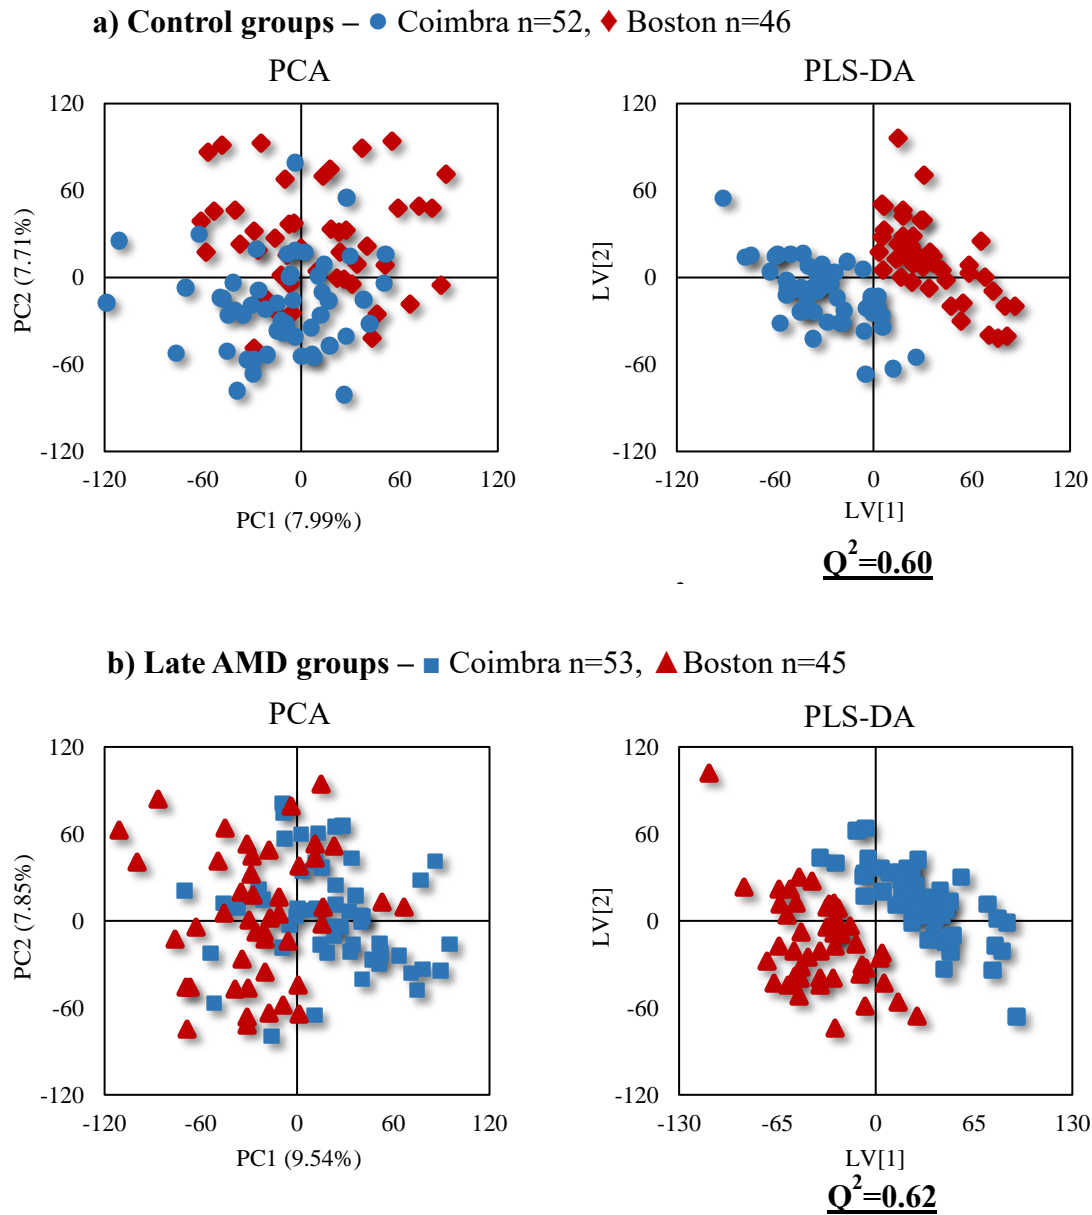 a) Control groups – Coimbra n=52, Boston n=46
PCA
PLS-DA
120
60
0
-60
-120
PC2 (7.71%)
-120
-60
0
60
120
PC1 (7.99%)
120
60
0
-60
-120
LV[2]
-120
-60
0
60
120
LV[1]
Q²=0.60
b) Late AMD groups – Coimbra n=53, Boston n=45
PCA
PLS-DA
120
60
0
-60
-120
PC2 (7.85%)
-120
-60
0
60
120
PC1 (9.54%)
120
60
0
-60
-120
LV[2]
-130
-65
0
65
130
LV[1]
Q²=0.62